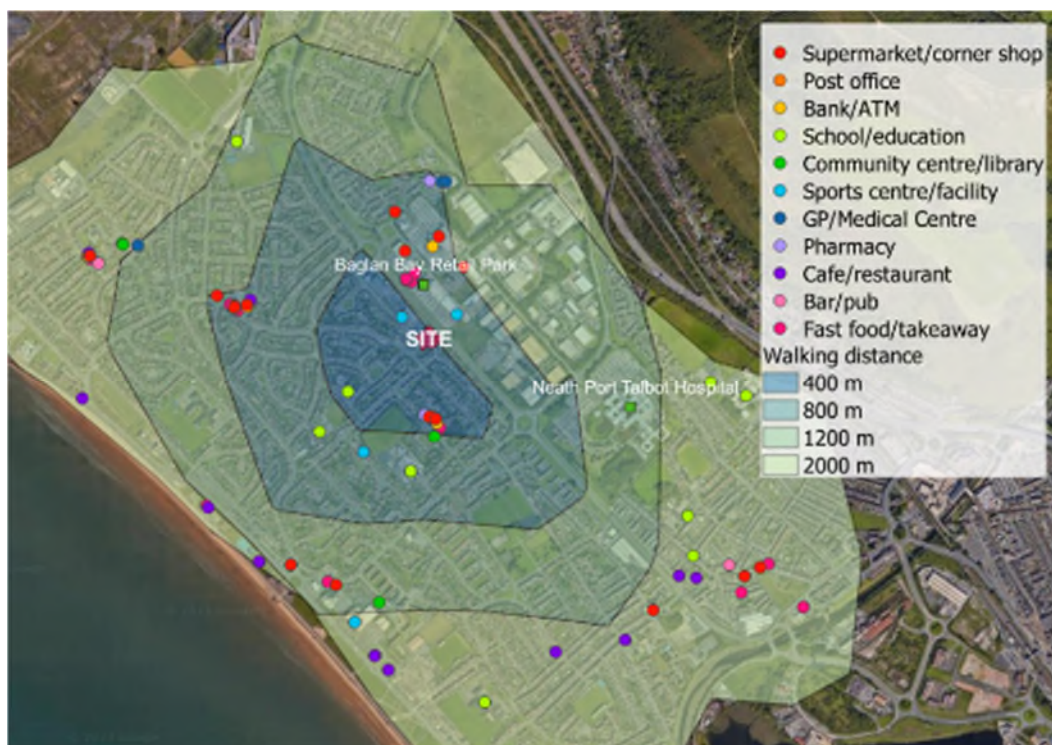 Supermarket/corner shop
Post office
Bank/ATM
School/education
Community centre/library
Sports centre/facility
GP/Medical Centre
Pharmacy
Cafe/restaurant
Bar/pub
Fast food/takeaway
Walking distance
400 m
800 m
1200 m
2000 m
Baglan Bay Retail Park
SITE
Neath Port Talbot Hospital